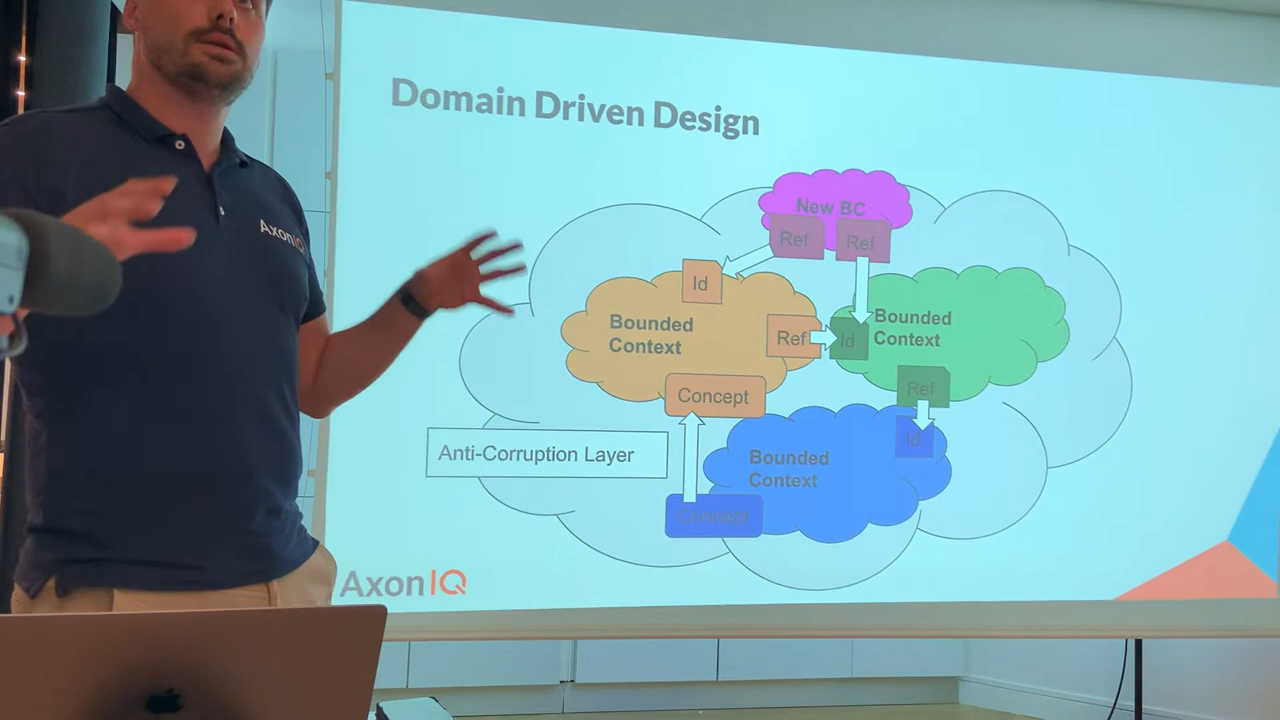 Domain Driven Design
New BC
Ref
Ref
Id
Bounded
Context
Ref
Id
Bounded
Context
Concept
Ref
Id
Anti-Corruption Layer
Bounded
Context
Concept
AxonIQ
AxonIQ